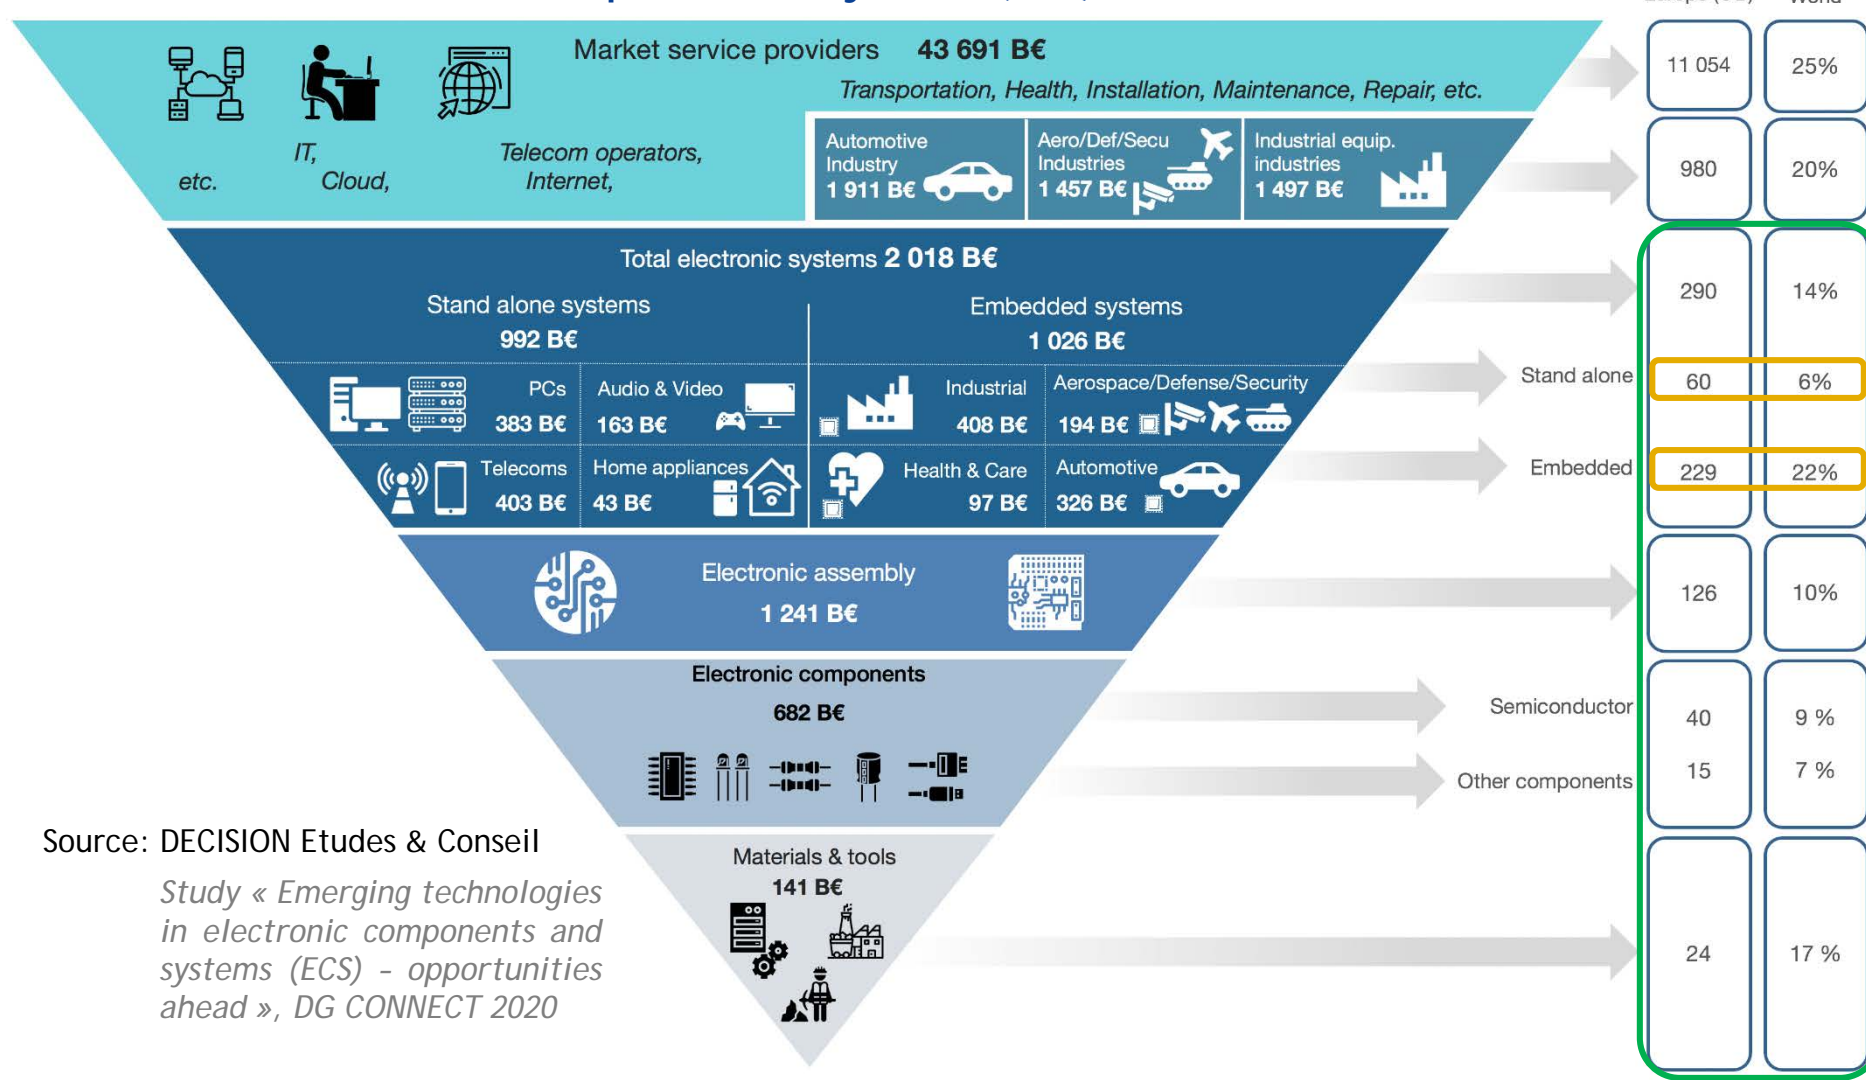 Market service providers 43 691 B€
Transportation, Health, Installation, Maintenance, Repair, etc.
etc.
IT,
Cloud,
Telecom operators,
Internet,
Automotive
Industry
1 911 B€
Aero/Def/Secu
Industries
1 457 B€
Industrial equip.
industries
1 497 B€
11 054
25%
980
20%
Total electronic systems 2 018 B€
290
14%
Stand alone systems
992 B€
Embedded systems
1 026 B€
PCs
383 B€
Audio & Video
163 B€
Industrial
408 B€
Aerospace/Defense/Security
194 B€
Stand alone
60
6%
Telecoms
403 B€
Home appliances
43 B€
Health & Care
97 B€
Automotive
326 B€
Embedded
229
22%
Electronic assembly
1 241 B€
126
10%
Electronic components
682 B€
Semiconductor
40
9 %
Other components
15
7 %
Materials & tools
141 B€
24
17 %
Source: DECISION Etudes & Conseil
Study « Emerging technologies
in electronic components and
systems (ECS) – opportunities
ahead », DG CONNECT 2020